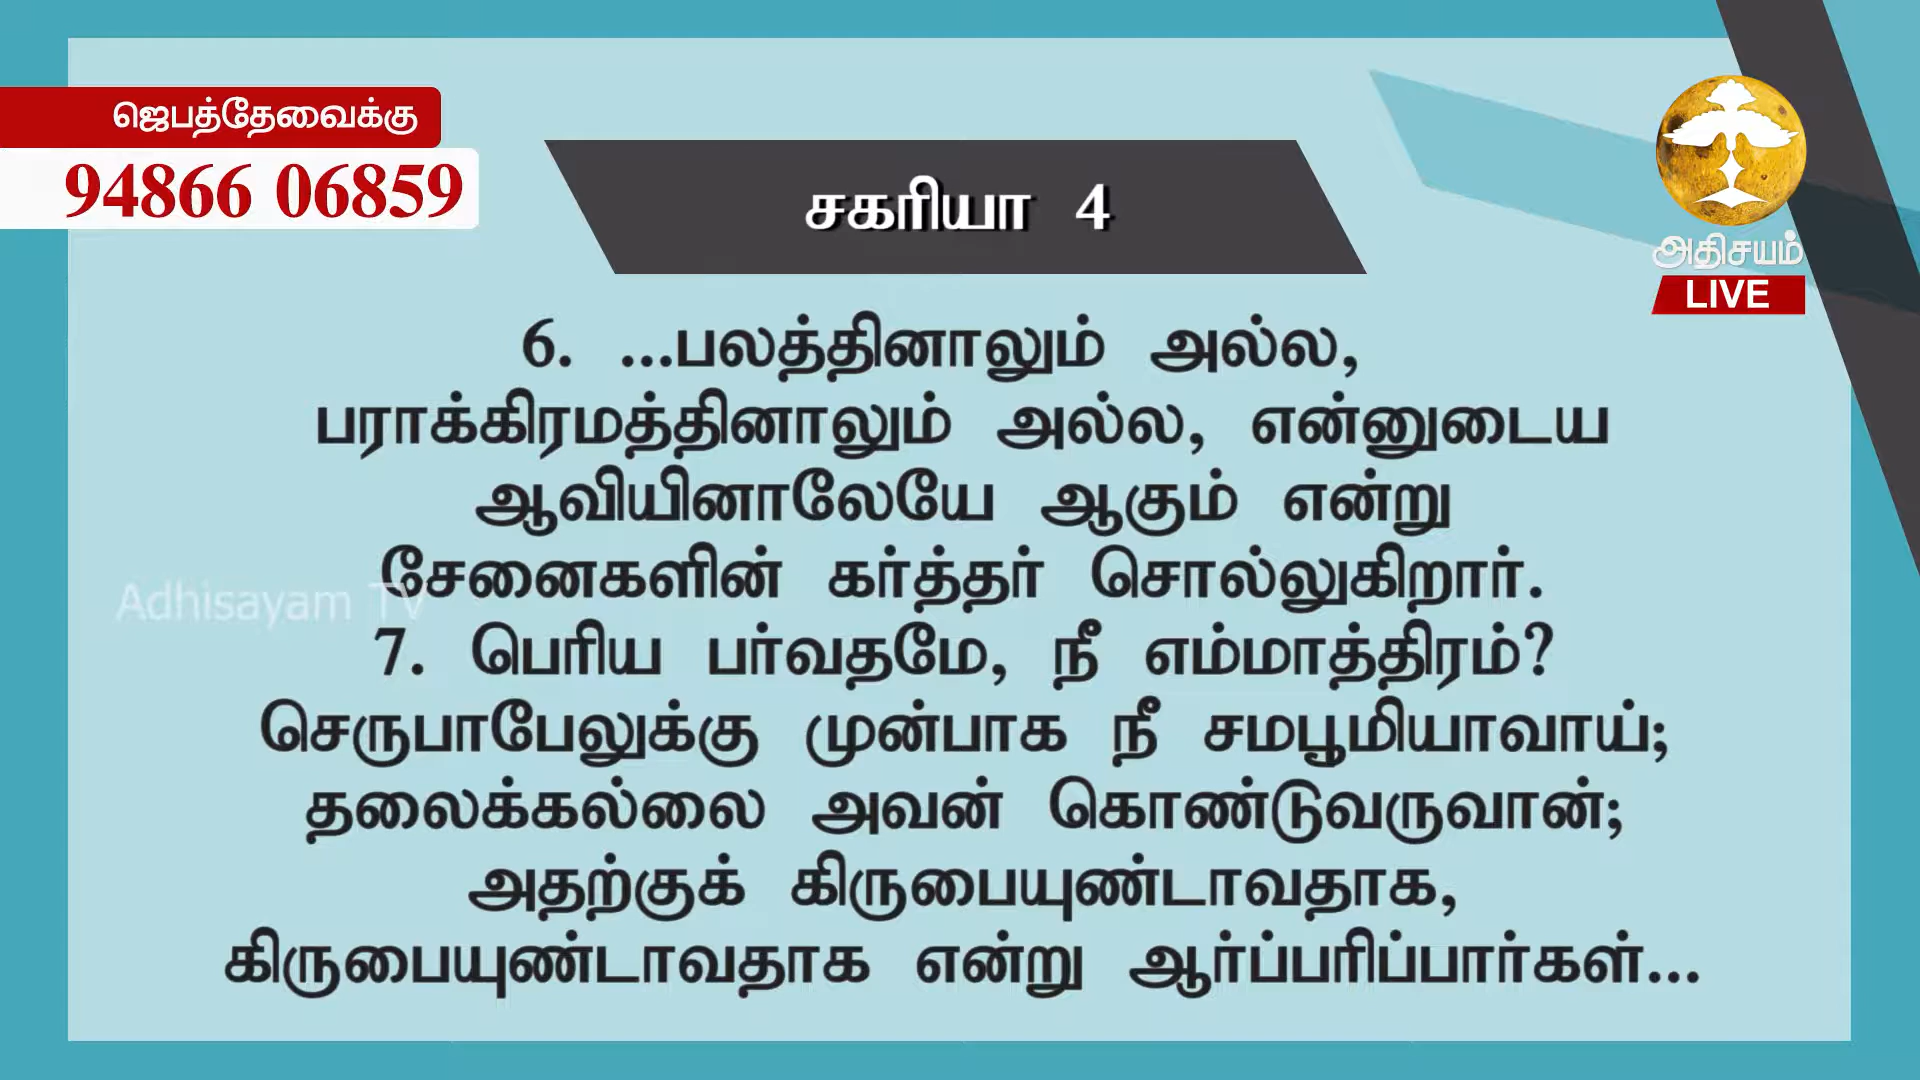 ஜெபத்தேவைக்கு
94866 06859
சகரியா 4
அதிசயம்
LIVE
6. ...பலத்தினாலும் அல்ல,
பராக்கிரமத்தினாலும் அல்ல, என்னுடைய
ஆவியினாலேயே ஆகும் என்று
சேனைகளின் கர்த்தர் சொல்லுகிறார்.
Adhisayam TV
7. பெரிய பர்வதமே, நீ எம்மாத்திரம்?
செருபாபேலுக்கு முன்பாக நீ சமபூமியாவாய்;
தலைக்கல்லை அவன் கொண்டுவருவான்;
அதற்குக் கிருபையுண்டாவதாக,
கிருபையுண்டாவதாக என்று ஆர்ப்பரிப்பார்கள்...